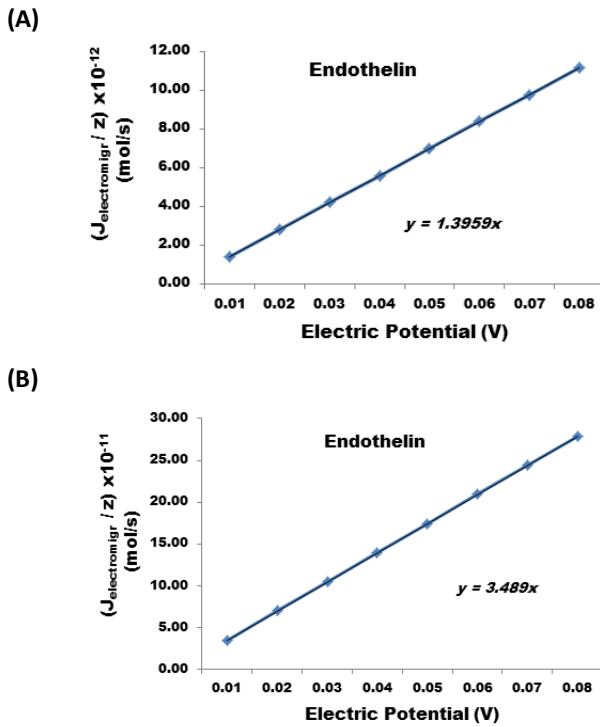 (A)
12.00
10.00
8.00
6.00
4.00
2.00
0.00
(Jelectromigr / z) x10-12
(mol/s)
Endothelin
y = 1.3959x
0.01 0.02 0.03 0.04 0.05 0.06 0.07 0.08
Electric Potential (V)
(B)
30.00
25.00
20.00
15.00
10.00
5.00
0.00
(Jelectromigr / z) x10-11
(mol/s)
Endothelin
y = 3.489x
0.01 0.02 0.03 0.04 0.05 0.06 0.07 0.08
Electric Potential (V)